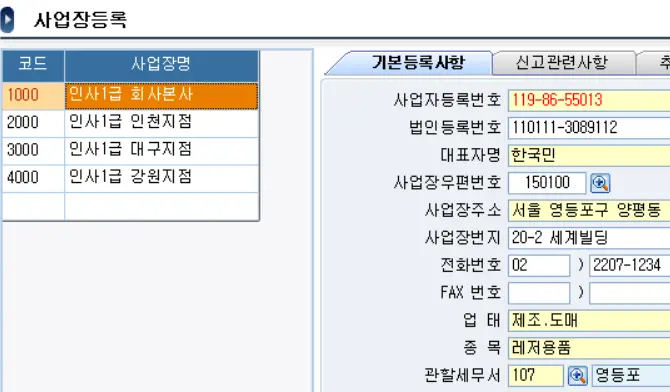 사업장등록
코드 사업장명
1000 인사1급 회사본사
2000 인사1급 인천지점
3000 인사1급 대구지점
4000 인사1급 강원지점
기본등록사항 신고관련사항 추
사업자등록번호 119-86-55013
법인등록번호 110111-3089112
대표자명 한국민
사업장우편번호 150100
사업장주소 서울 영등포구 양평동
사업장번지 20-2 세계빌딩
전화번호 02 ) 2207-1234
FAX 번호 )
업 태 제조.도매
종 목 레저용품
관할세무서 107 영등포